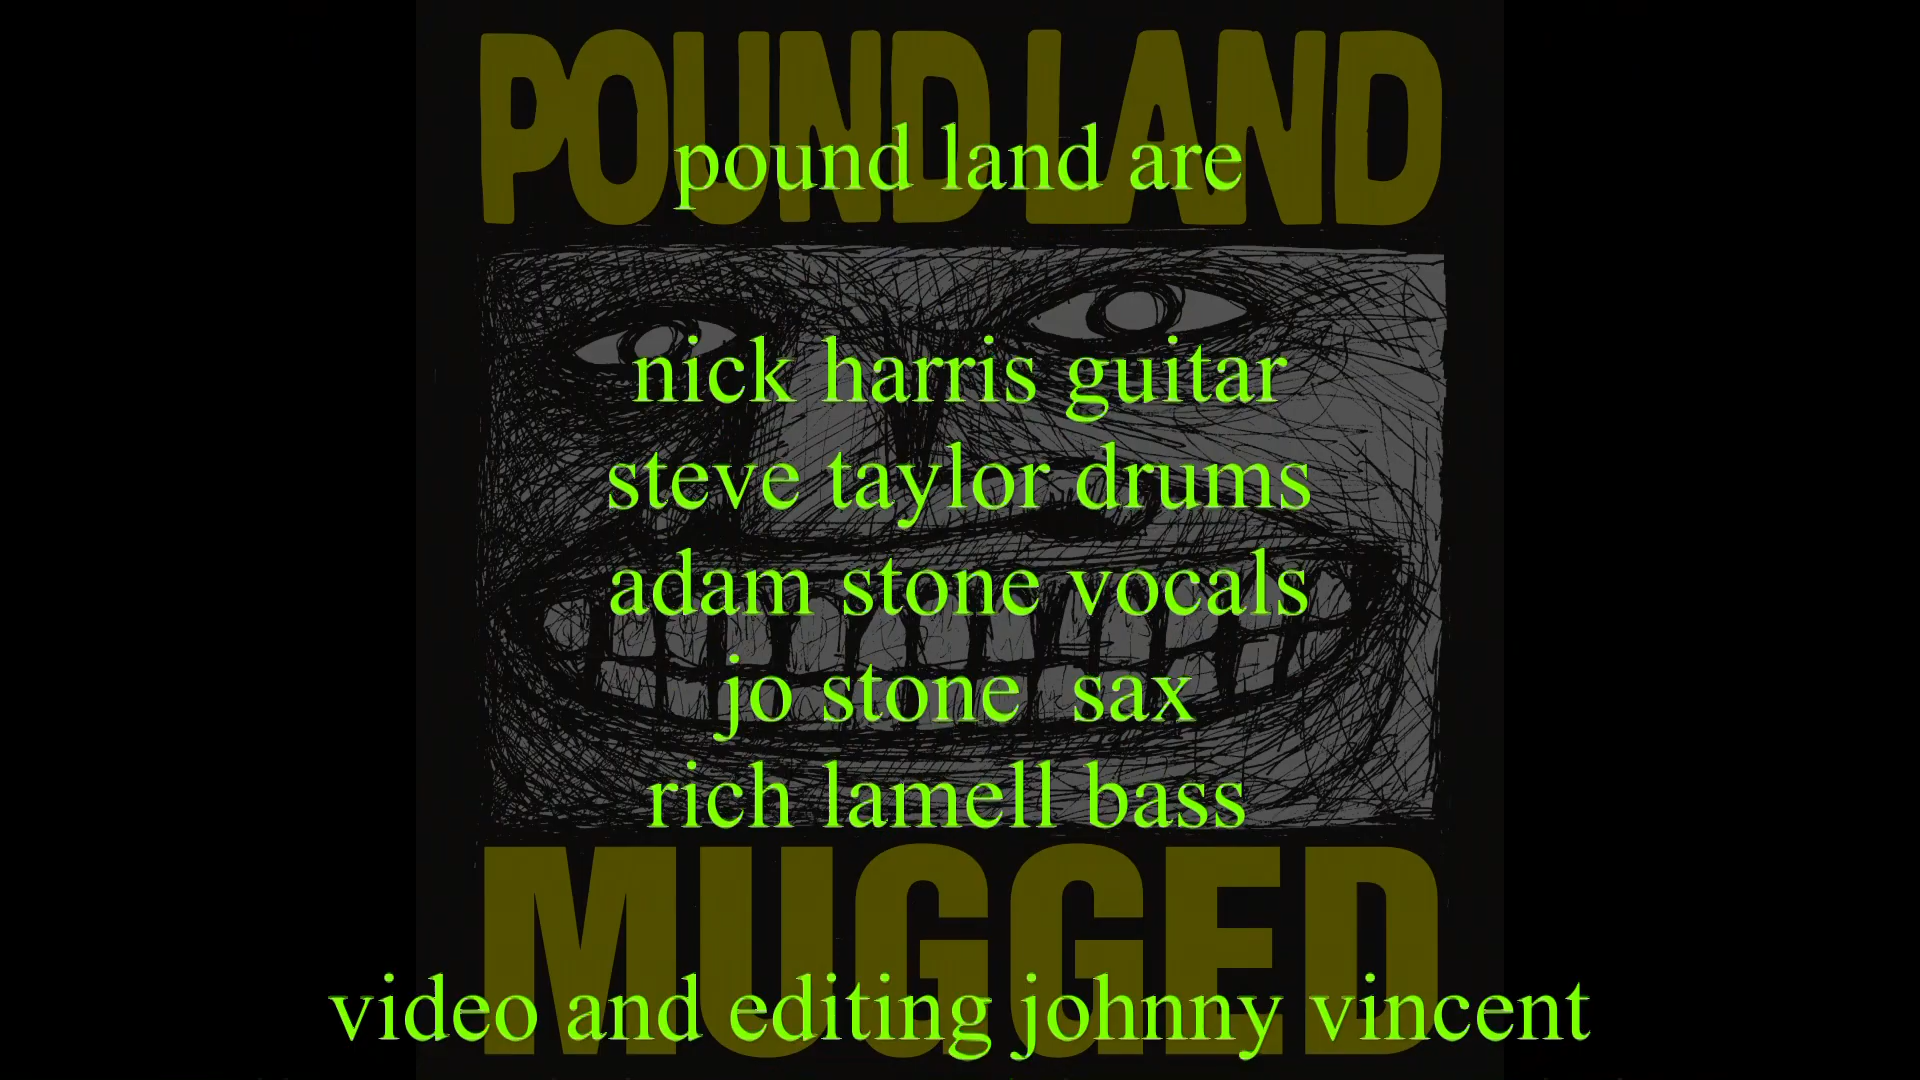 POUND LAND
pound land are
nick harris guitar
steve taylor drums
adam stone vocals
jo stone  sax
rich lamell bass
MUGGED
video and editing johnny vincent